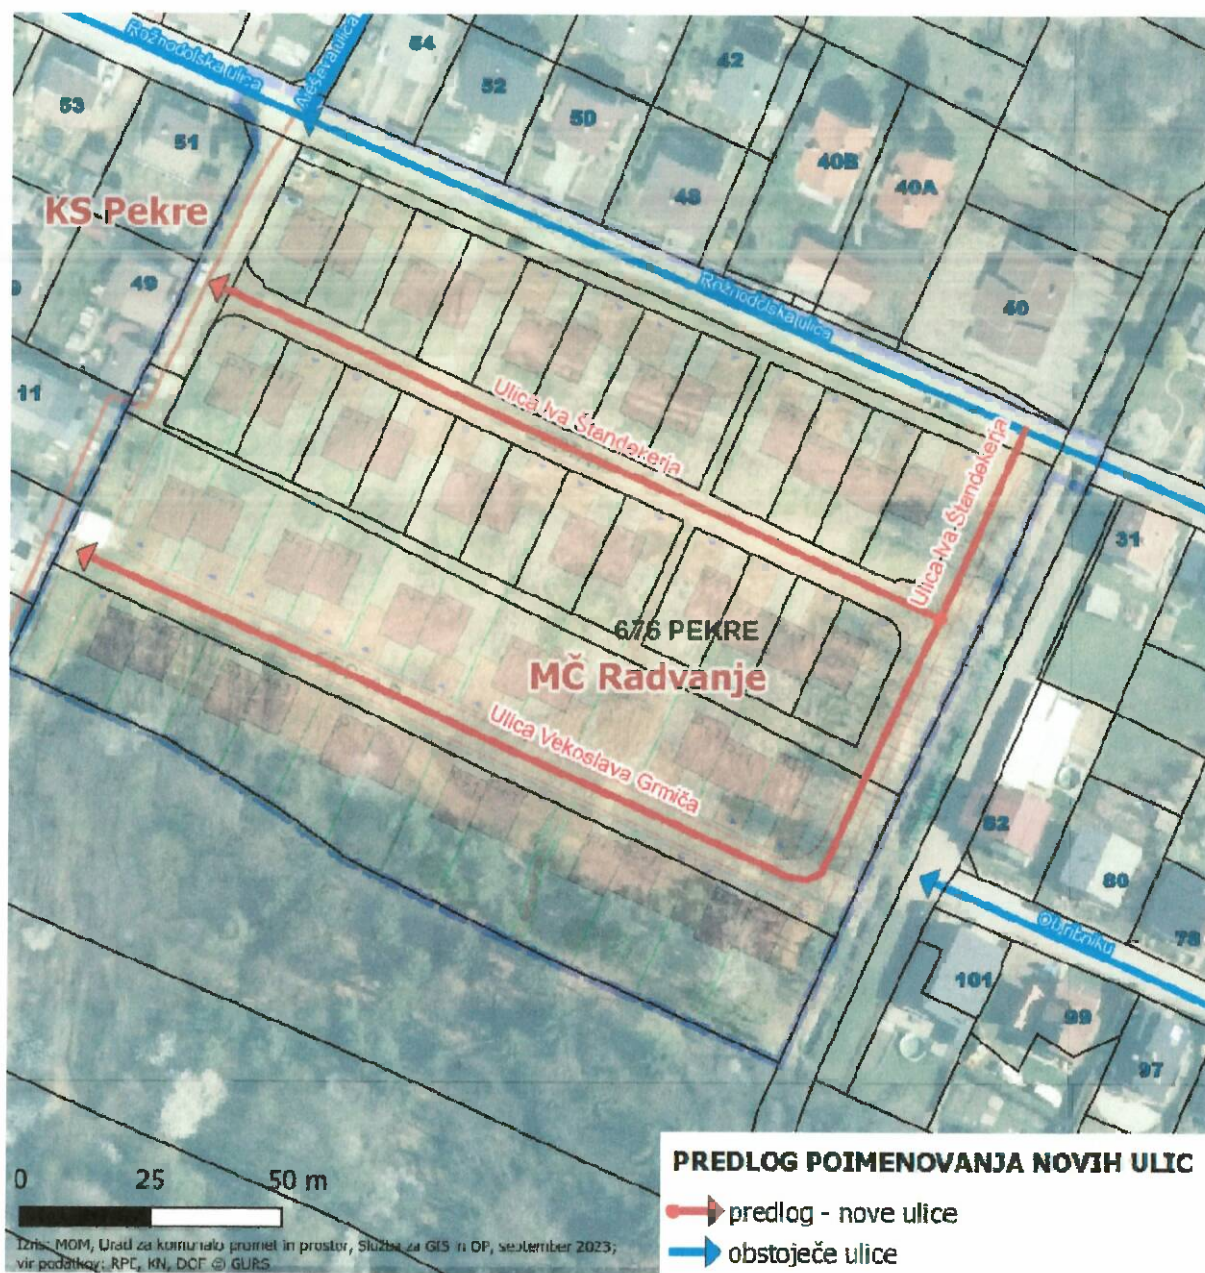 Rožnodolska ulica
Aleševa ulica
54
52
50
42
53
51
48
40B
40A
KS Pekre
49
40
11
Rožnodolska ulica
Ulica Iva Štandekerja
Ulica Iva Štandekerja
31
676 PEKRE
MČ Radvanje
Ulica Vekoslava Grmiča
82
80
78
Ob ribniku
101
99
97
0 25 50 m
PREDLOG POIMENOVANJA NOVIH ULIC
predlog - nove ulice
obstoječe ulice
Izris: MOM, Urad za komunalo promet in prostor, Služba za GIS in OP, september 2023;
vir podatkov: RPE, KN, DOF © GURS